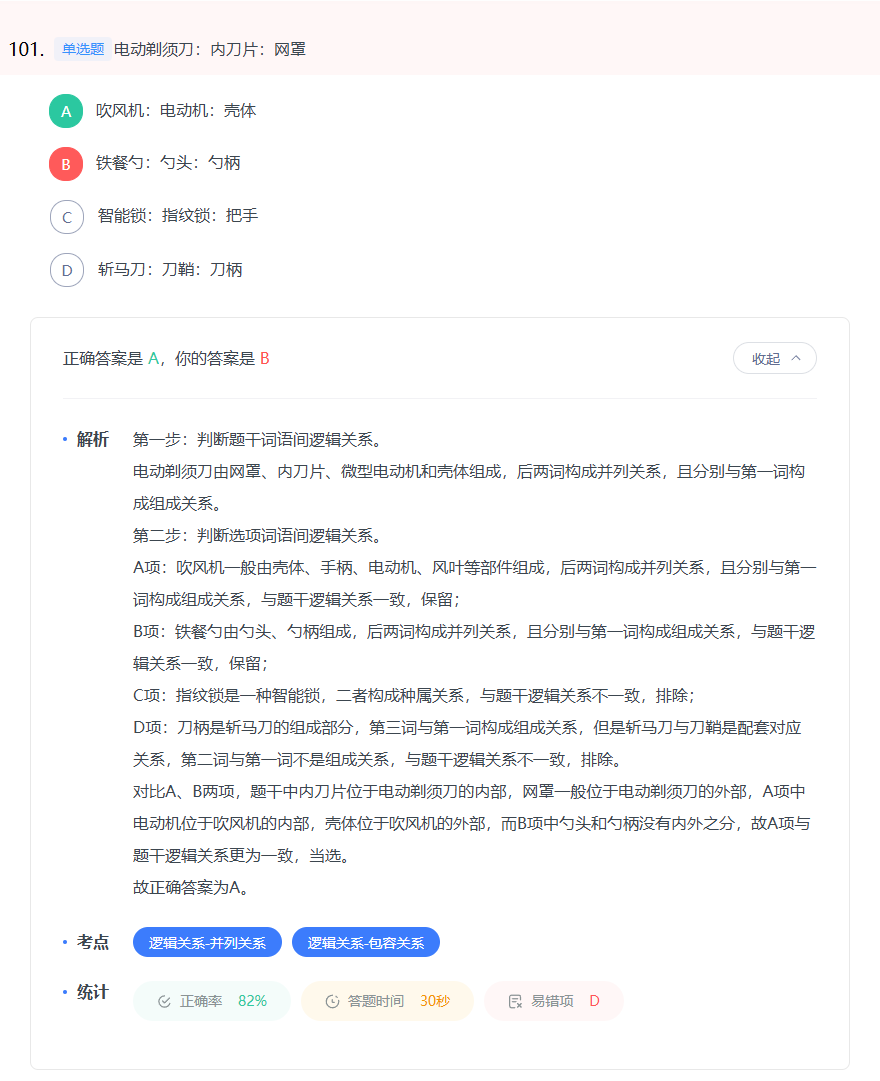 101. 单选题 电动剃须刀：内刀片：网罩
A 吹风机：电动机：壳体
B 铁餐勺：勺头：勺柄
C 智能锁：指纹锁：把手
D 斩马刀：刀鞘：刀柄
正确答案是 A，你的答案是 B
收起
解析 第一步：判断题干词语间逻辑关系。
电动剃须刀由网罩、内刀片、微型电动机和壳体组成，后两词构成并列关系，且分别与第一词构
成组成关系。
第二步：判断选项词语间逻辑关系。
A项：吹风机一般由壳体、手柄、电动机、风叶等部件组成，后两词构成并列关系，且分别与第一
词构成组成关系，与题干逻辑关系一致，保留；
B项：铁餐勺由勺头、勺柄组成，后两词构成并列关系，且分别与第一词构成组成关系，与题干逻
辑关系一致，保留；
C项：指纹锁是一种智能锁，二者构成种属关系，与题干逻辑关系不一致，排除；
D项：刀柄是斩马刀的组成部分，第三词与第一词构成组成关系，但是斩马刀与刀鞘是配套对应
关系，第二词与第一词不是组成关系，与题干逻辑关系不一致，排除。
对比A、B两项，题干中内刀片位于电动剃须刀的内部，网罩一般位于电动剃须刀的外部，A项中
电动机位于吹风机的内部，壳体位于吹风机的外部，而B项中勺头和勺柄没有内外之分，故A项与
题干逻辑关系更为一致，当选。
故正确答案为A。
考点 逻辑关系-并列关系 逻辑关系-包容关系
统计 正确率 82% 答题时间 30秒 易错项 D